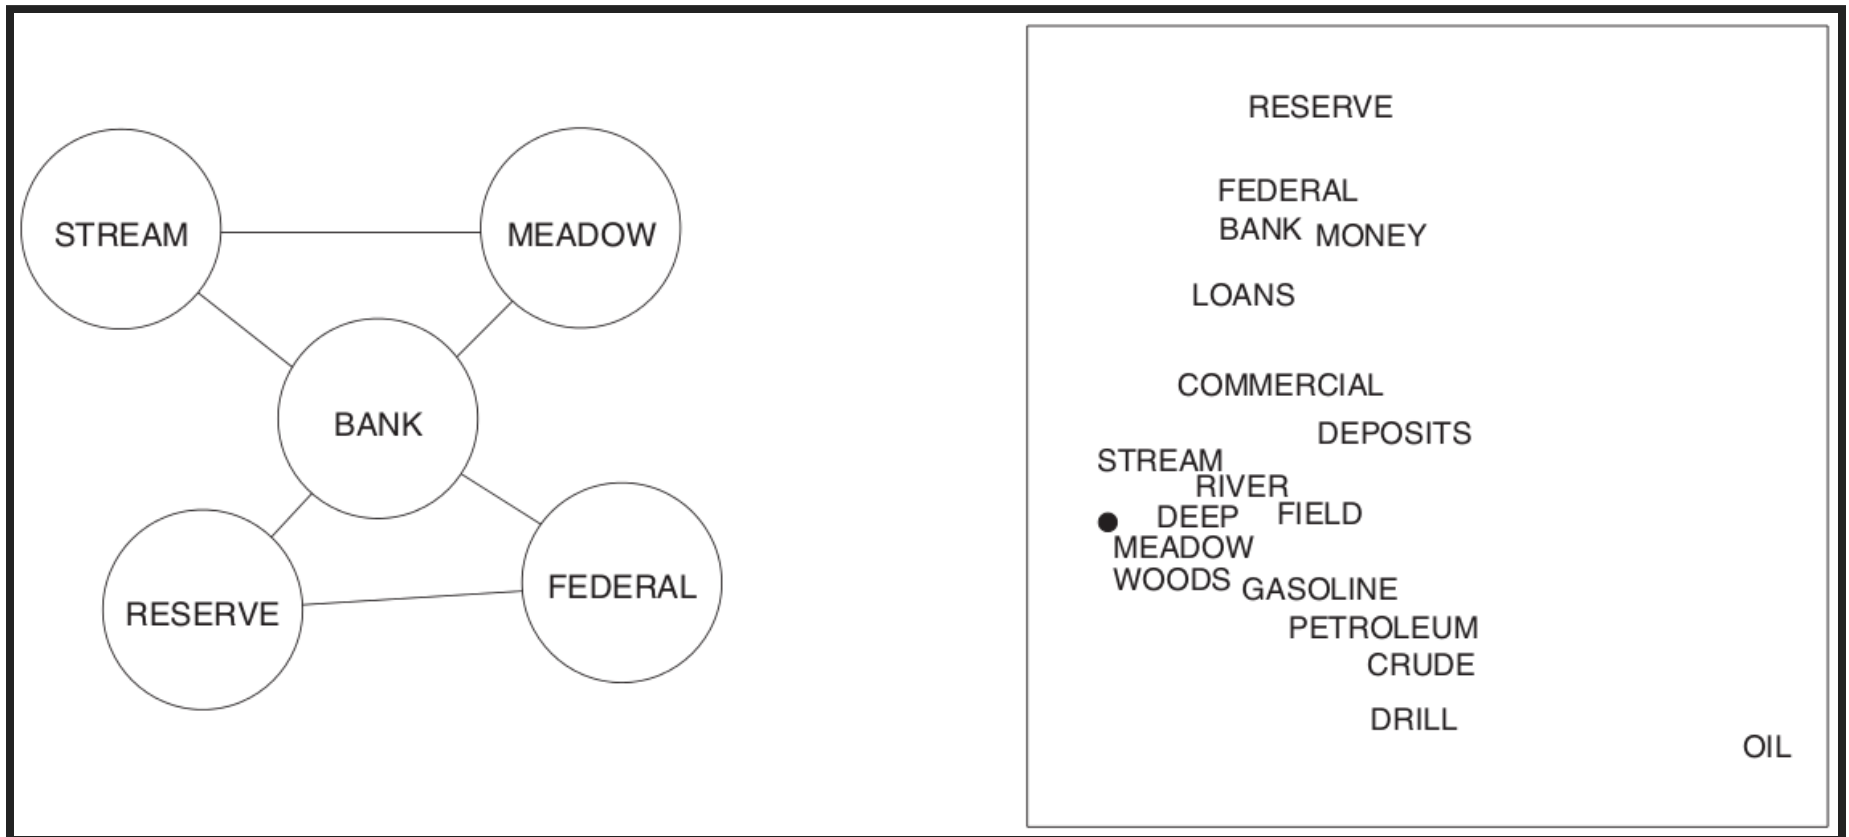 STREAM
MEADOW
BANK
RESERVE
FEDERAL
RESERVE
FEDERAL
BANK MONEY
LOANS
COMMERCIAL
DEPOSITS
STREAM
RIVER
DEEP FIELD
MEADOW
WOODS GASOLINE
PETROLEUM
CRUDE
DRILL
OIL